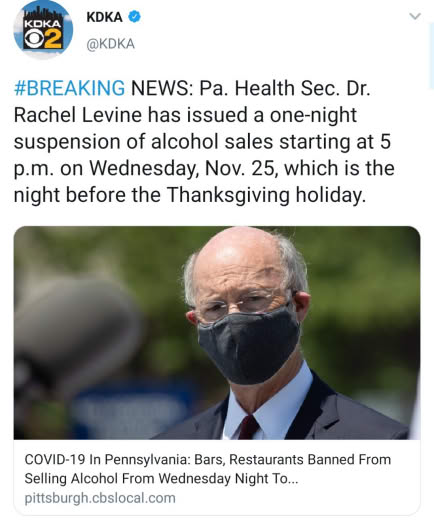 KDKA
CBS 2
KDKA
@KDKA
#BREAKING NEWS: Pa. Health Sec. Dr.
Rachel Levine has issued a one-night
suspension of alcohol sales starting at 5
p.m. on Wednesday, Nov. 25, which is the
night before the Thanksgiving holiday.
COVID-19 In Pennsylvania: Bars, Restaurants Banned From
Selling Alcohol From Wednesday Night To...
pittsburgh.cbslocal.com